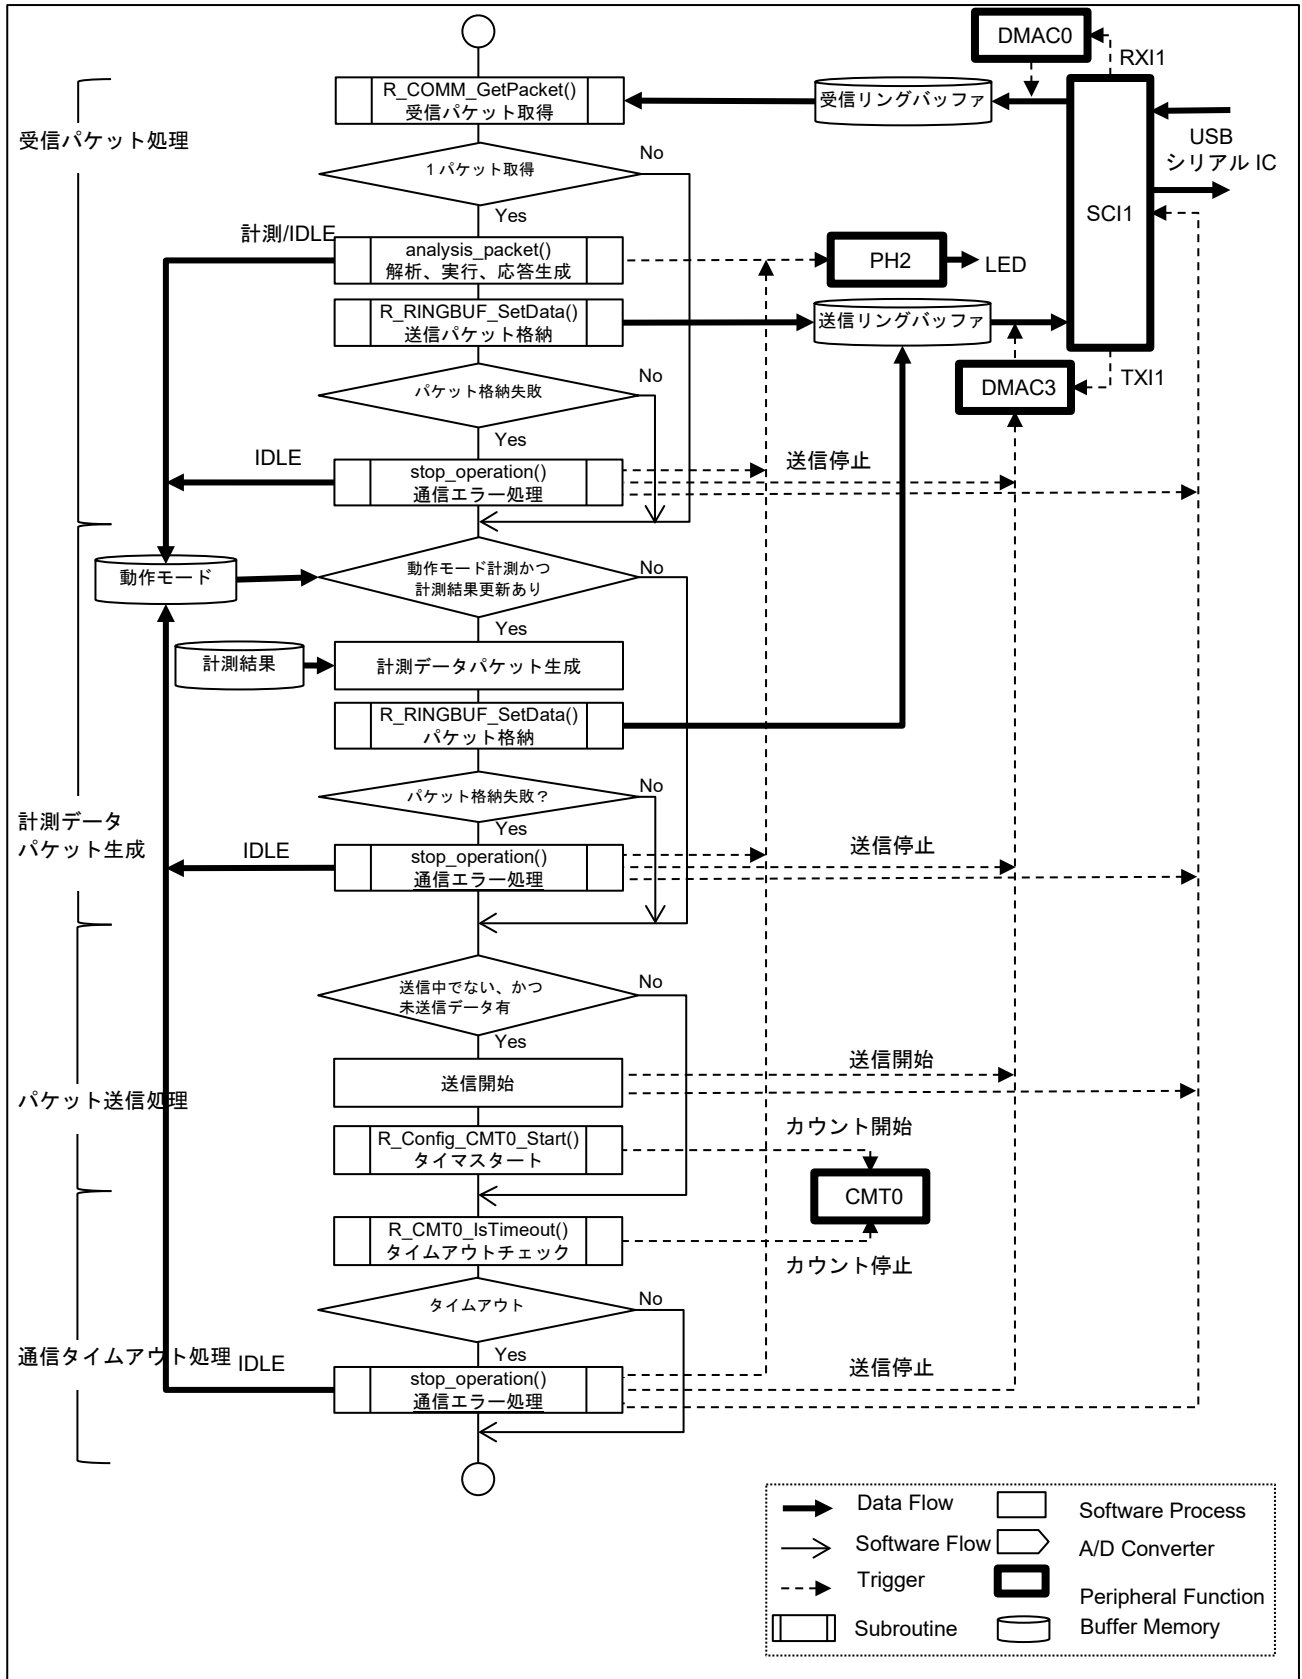 DMAC0
RXI1
R_COMM_GetPacket()
受信パケット取得
受信リングバッファ
受信パケット処理
USB
シリアル IC
No
1 パケット取得
Yes
SCI1
計測/IDLE
analysis_packet()
解析、実行、応答生成
PH2
LED
R_RINGBUF_SetData()
送信パケット格納
送信リングバッファ
No
パケット格納失敗
DMAC3
TXI1
Yes
IDLE
stop_operation()
通信エラー処理
送信停止
動作モード
動作モード計測かつ
計測結果更新あり
No
Yes
計測結果
計測データパケット生成
R_RINGBUF_SetData()
パケット格納
No
パケット格納失敗？
計測データ
パケット生成
Yes
IDLE
stop_operation()
通信エラー処理
送信停止
No
送信中でない、かつ
未送信データ有
Yes
送信開始
送信開始
パケット送信処理
カウント開始
R_Config_CMT0_Start()
タイマスタート
CMT0
R_CMT0_IsTimeout()
タイムアウトチェック
カウント停止
No
タイムアウト
通信タイムアウト処理
Yes
IDLE
stop_operation()
通信エラー処理
送信停止
Data Flow
Software Process
Software Flow
A/D Converter
Trigger
Peripheral Function
Subroutine
Buffer Memory